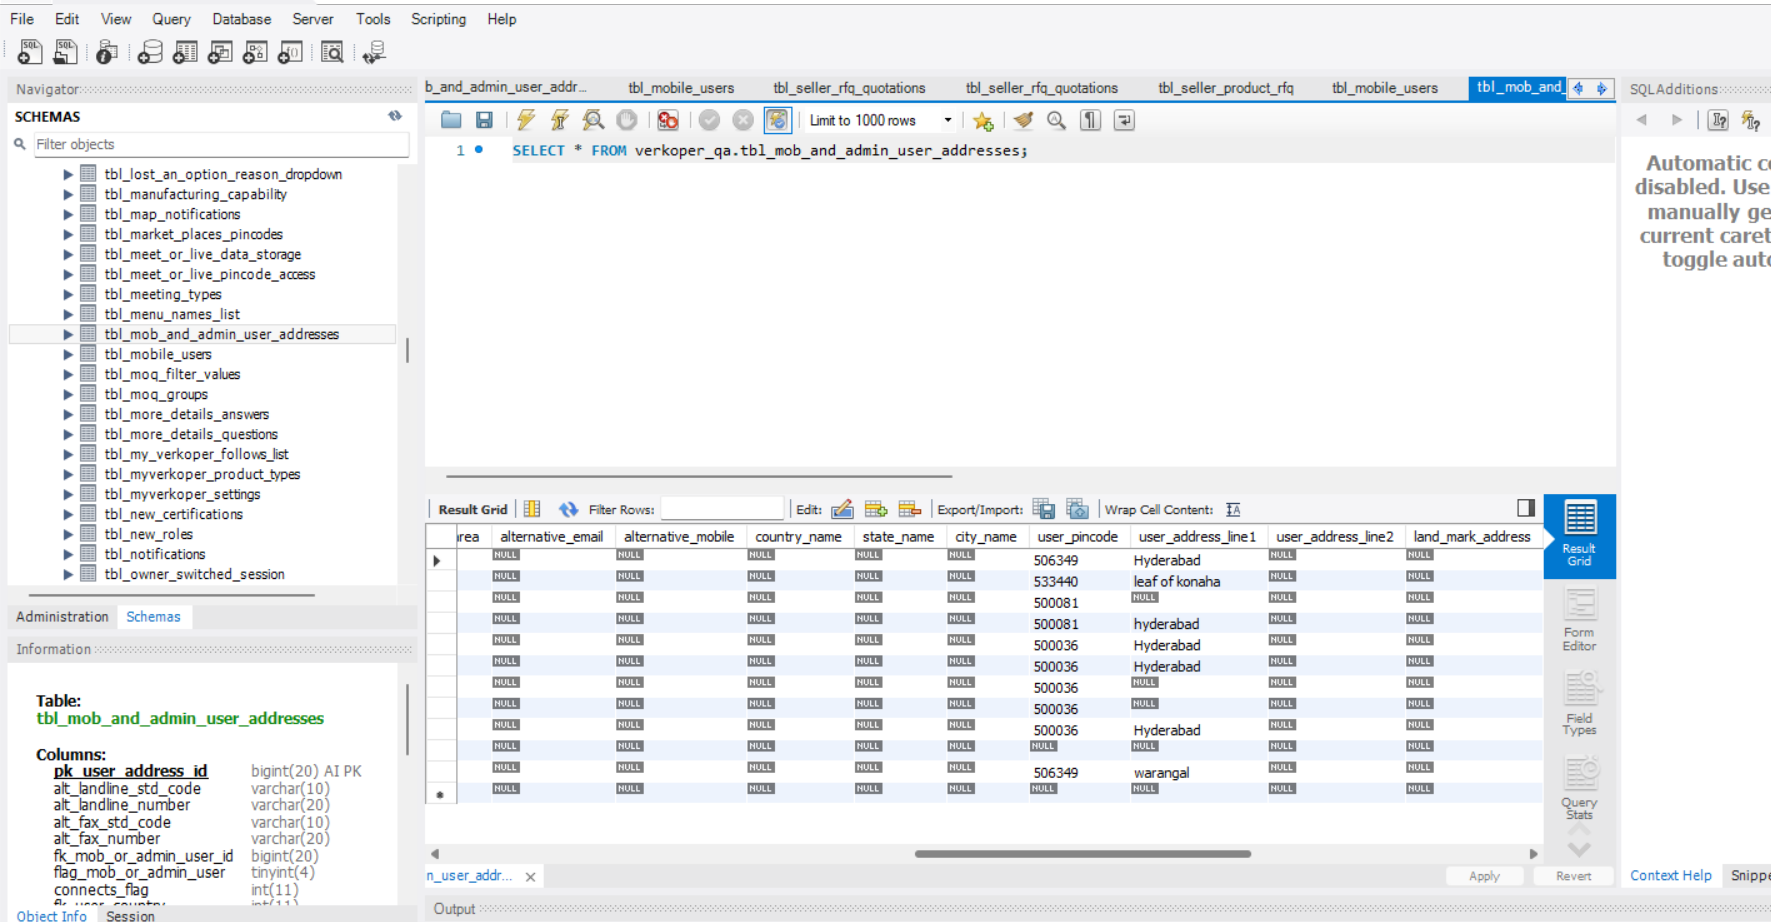 File Edit View Query Database Server Tools Scripting Help
Navigator
SCHEMAS
Filter objects
tbl_lost_an_option_reason_dropdown
tbl_manufacturing_capability
tbl_map_notifications
tbl_market_places_pincodes
tbl_meet_or_live_data_storage
tbl_meet_or_live_pincode_access
tbl_meeting_types
tbl_menu_names_list
tbl_mob_and_admin_user_addresses
tbl_mobile_users
tbl_moq_filter_values
tbl_moq_groups
tbl_more_details_answers
tbl_more_details_questions
tbl_my_verkoper_follows_list
tbl_myverkoper_product_types
tbl_myverkoper_settings
tbl_new_certifications
tbl_new_roles
tbl_notifications
tbl_owner_switched_session
Administration Schemas
Information
Table:
tbl_mob_and_admin_user_addresses
Columns:
pk_user_address_id bigint(20) AI PK
alt_landline_std_code varchar(10)
alt_landline_number varchar(20)
alt_fax_std_code varchar(10)
alt_fax_number varchar(20)
fk_mob_or_admin_user_id bigint(20)
flag_mob_or_admin_user tinyint(4)
connects_flag int(11)
fk_user_country int(11)
Object Info Session
b_and_admin_user_addr... tbl_mobile_users tbl_seller_rfq_quotations tbl_seller_rfq_quotations tbl_seller_product_rfq tbl_mobile_users tbl_mob_and_
Limit to 1000 rows
1 SELECT * FROM verkoper_qa.tbl_mob_and_admin_user_addresses;
Result Grid Filter Rows: Edit: Export/Import: Wrap Cell Content:
rea alternative_email alternative_mobile country_name state_name city_name user_pincode user_address_line1 user_address_line2 land_mark_address
NULL NULL NULL NULL NULL 506349 Hyderabad NULL NULL
NULL NULL NULL NULL NULL 533440 leaf of konaha NULL NULL
NULL NULL NULL NULL NULL 500081 NULL NULL NULL
NULL NULL NULL NULL NULL 500081 hyderabad NULL NULL
NULL NULL NULL NULL NULL 500036 Hyderabad NULL NULL
NULL NULL NULL NULL NULL 500036 Hyderabad NULL NULL
NULL NULL NULL NULL NULL 500036 NULL NULL NULL
NULL NULL NULL NULL NULL 500036 NULL NULL NULL
NULL NULL NULL NULL NULL 500036 Hyderabad NULL NULL
NULL NULL NULL NULL NULL NULL NULL NULL NULL
NULL NULL NULL NULL NULL 506349 warangal NULL NULL
NULL NULL NULL NULL NULL NULL NULL NULL NULL
Result
Grid
Form
Editor
Field
Types
Query
Stats
n_user_addr...
Apply Revert
Output
SQLAdditions
Automatic co
disabled. Use
manually ge
current caret
toggle auto
Context Help Snippe